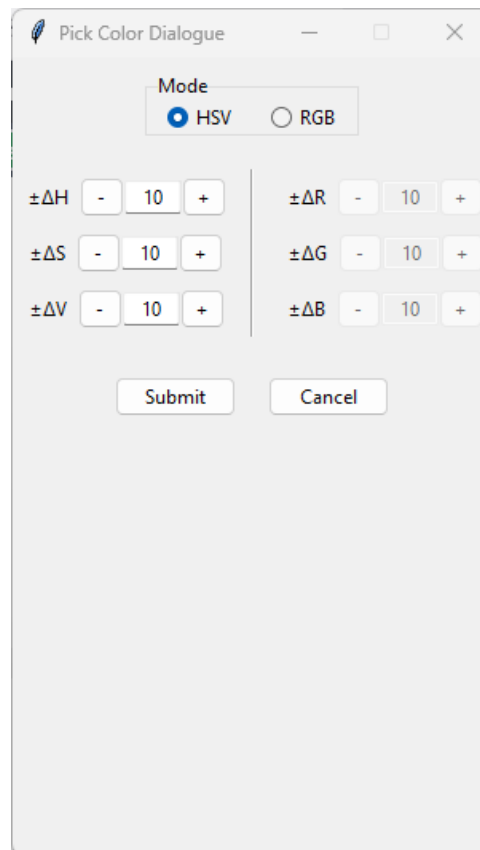 Pick Color Dialogue
Mode
HSV RGB
±ΔH - 10 + ±ΔR - 10 +
±ΔS - 10 + ±ΔG - 10 +
±ΔV - 10 + ±ΔB - 10 +
Submit Cancel